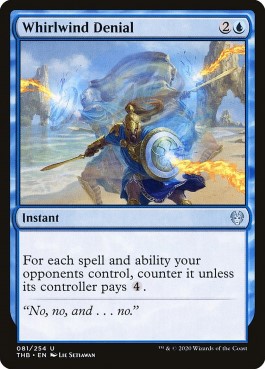 Whirlwind Denial 2
Instant
For each spell and ability your
opponents control, counter it unless
its controller pays 4.
"No, no, and . . . no."
081/254 U
THB • EN Lie Setiawan
™ & © 2020 Wizards of the Coast